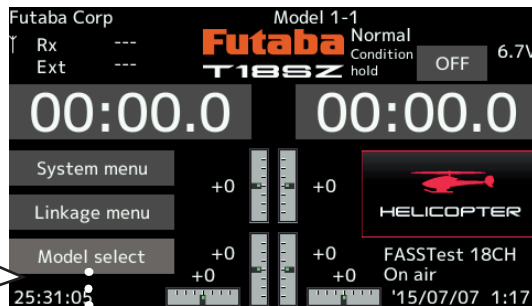 Futaba Corp Model 1-1
Rx --- Futaba Normal
Ext --- T18SZ Condition hold OFF 6.7V
00:00.0 00:00.0
System menu
+0 +0
Linkage menu HELICOPTER
Model select +0 +0 FASSTest 18CH
+0 +0 On air
25:31:05 '15/07/07